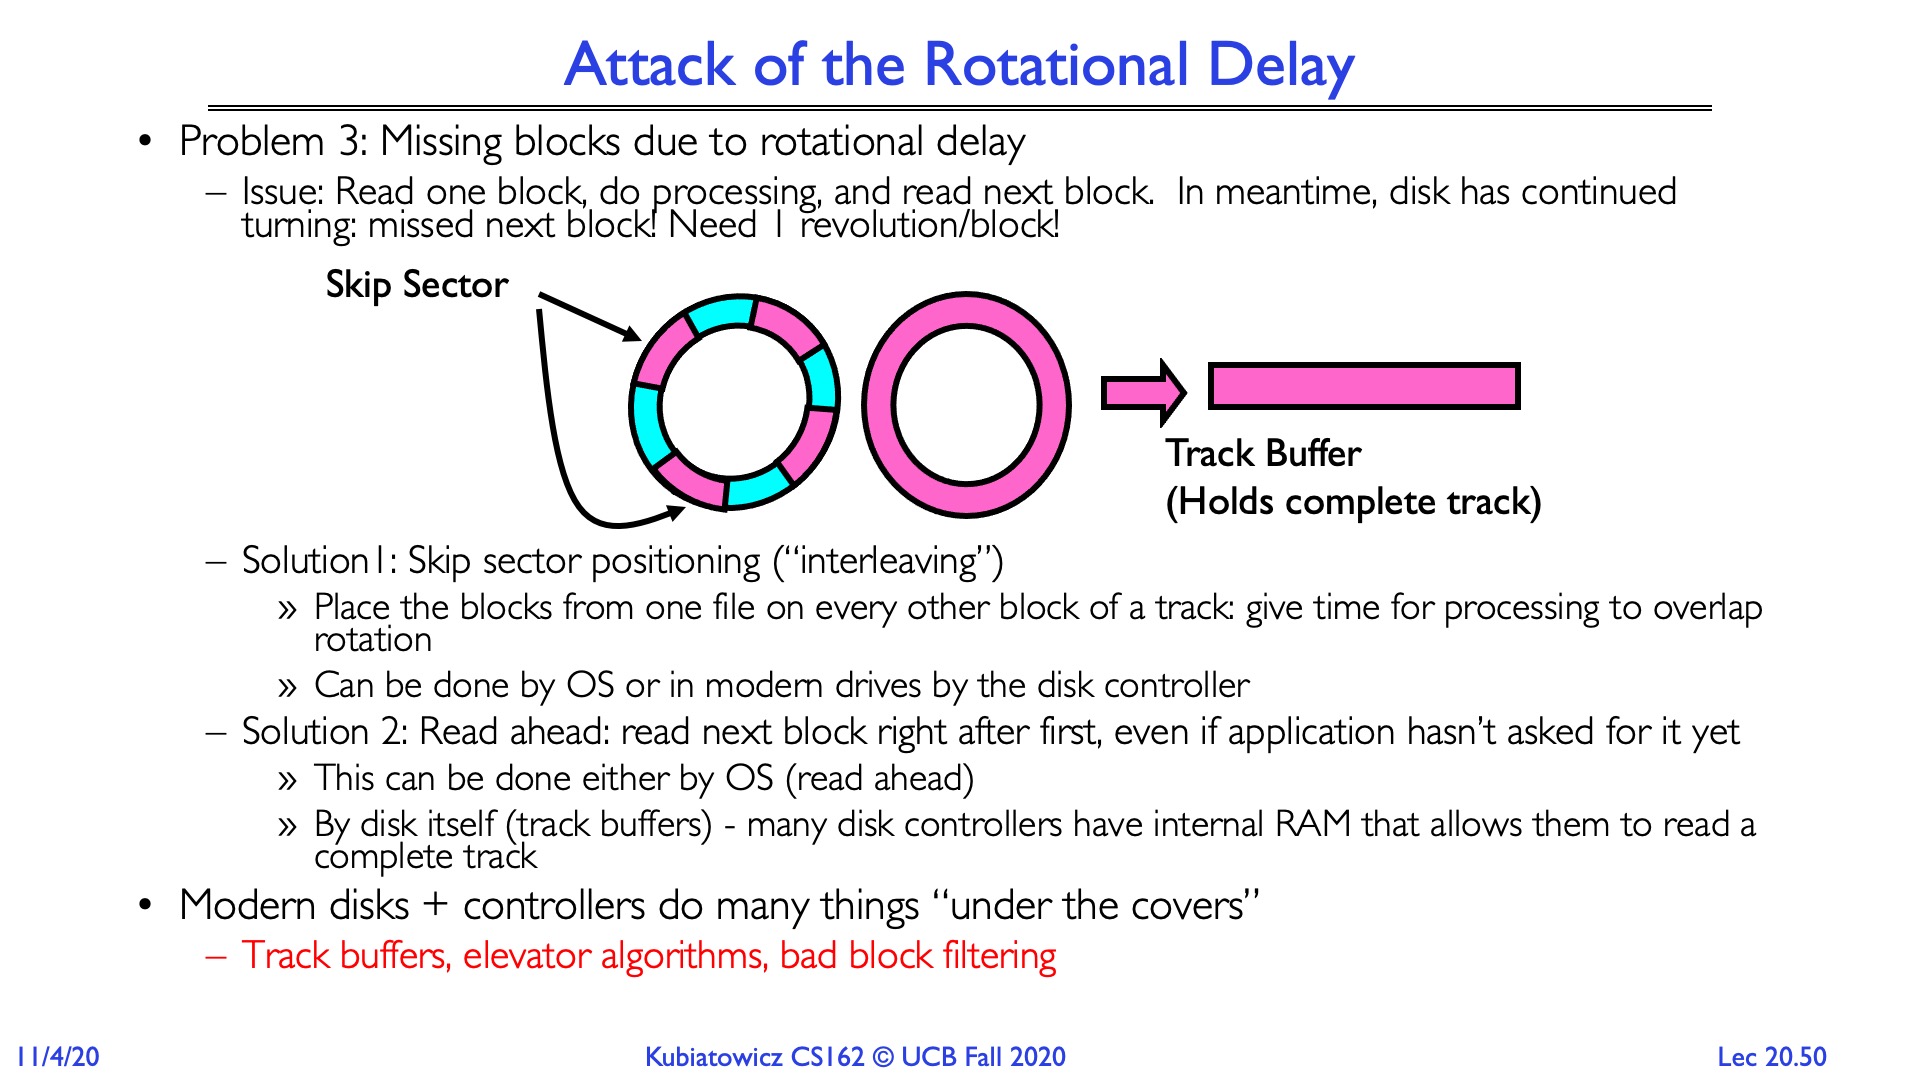 Attack of the Rotational Delay
• Problem 3: Missing blocks due to rotational delay
– Issue: Read one block, do processing, and read next block. In meantime, disk has continued
turning: missed next block! Need 1 revolution/block!
Skip Sector
Track Buffer
(Holds complete track)
– Solution1: Skip sector positioning (“interleaving”)
» Place the blocks from one file on every other block of a track: give time for processing to overlap
rotation
» Can be done by OS or in modern drives by the disk controller
– Solution 2: Read ahead: read next block right after first, even if application hasn’t asked for it yet
» This can be done either by OS (read ahead)
» By disk itself (track buffers) - many disk controllers have internal RAM that allows them to read a
complete track
• Modern disks + controllers do many things “under the covers”
– Track buffers, elevator algorithms, bad block filtering
11/4/20
Kubiatowicz CS162 © UCB Fall 2020
Lec 20.50